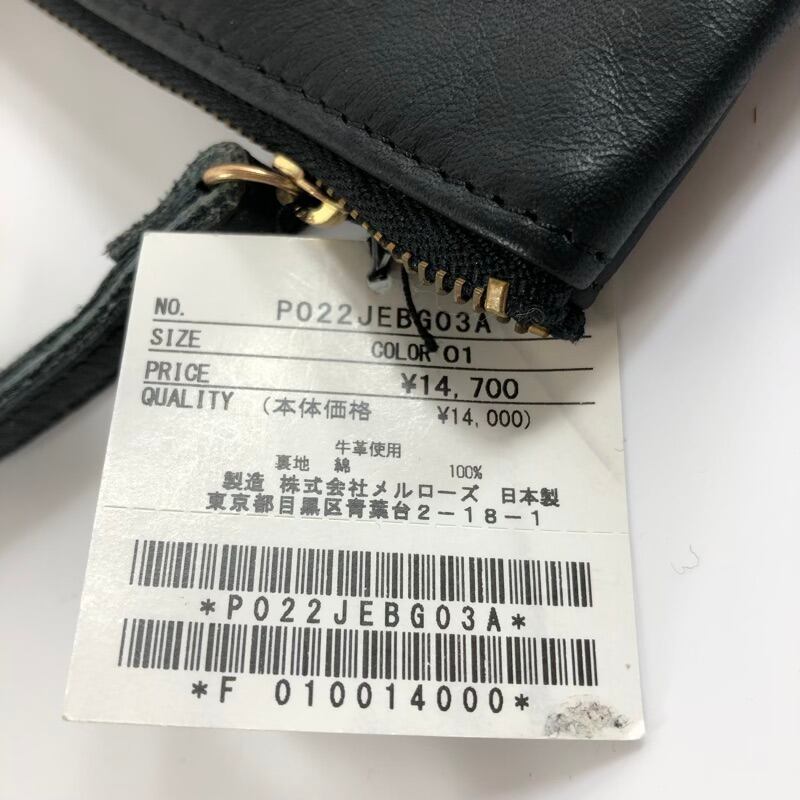 NO. P022JEBG03A
SIZE COLOR 01
PRICE ¥14,700
QUALITY (本体価格 ¥14,000)
牛革使用
裏地 綿 100%
製造 株式会社メルローズ 日本製
東京都目黒区青葉台2-18-1
*P022JEBG03A*
*F 010014000*